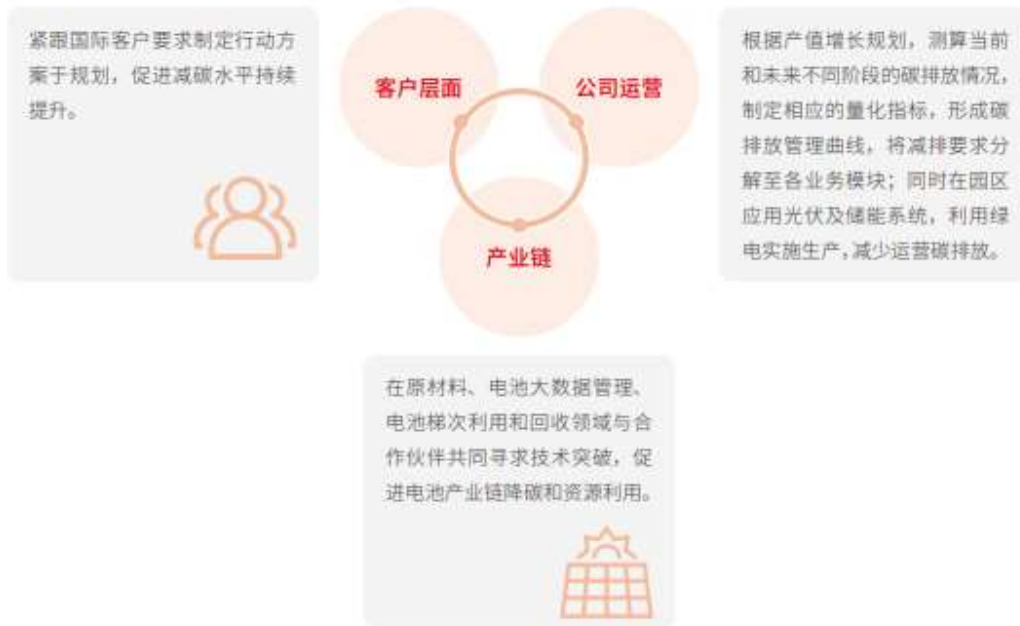 紧跟国际客户要求制定行动方
案于规划，促进减碳水平持续
提升。
客户层面
公司运营
产业链
根据产值增长规划，测算当前
和未来不同阶段的碳排放情况，
制定相应的量化指标，形成碳
排放管理曲线，将减排要求分
解至各业务模块；同时在园区
应用光伏及储能系统，利用绿
电实施生产，减少运营碳排放。
在原材料、电池大数据管理、
电池梯次利用和回收领域与合
作伙伴共同寻求技术突破，促
进电池产业链降碳和资源利用。